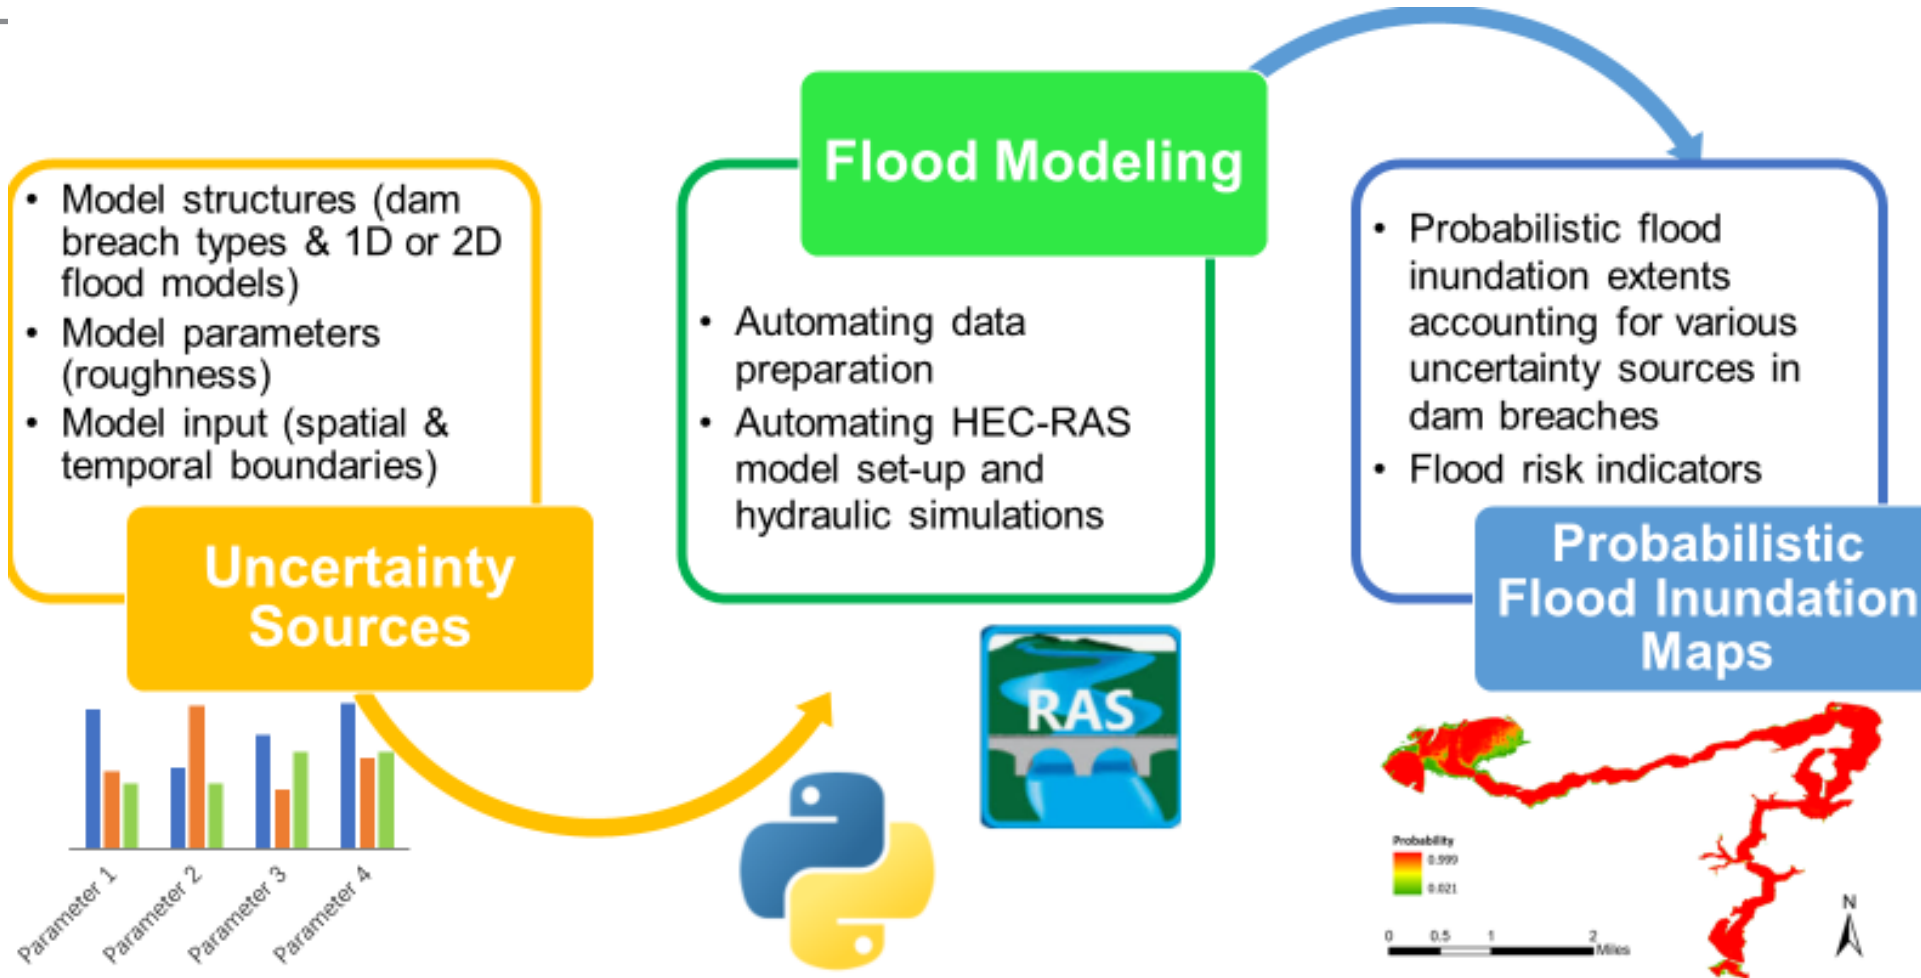 • Model structures (dam
breach types & 1D or 2D
flood models)
• Model parameters
(roughness)
• Model input (spatial &
temporal boundaries)
Uncertainty
Sources
Parameter 1
Parameter 2
Parameter 3
Parameter 4
Flood Modeling
• Automating data
preparation
• Automating HEC-RAS
model set-up and
hydraulic simulations
RAS
• Probabilistic flood
inundation extents
accounting for various
uncertainty sources in
dam breaches
• Flood risk indicators
Probabilistic
Flood Inundation
Maps
Probability
0.999
0.021
0 0.5 1 2
Miles
N